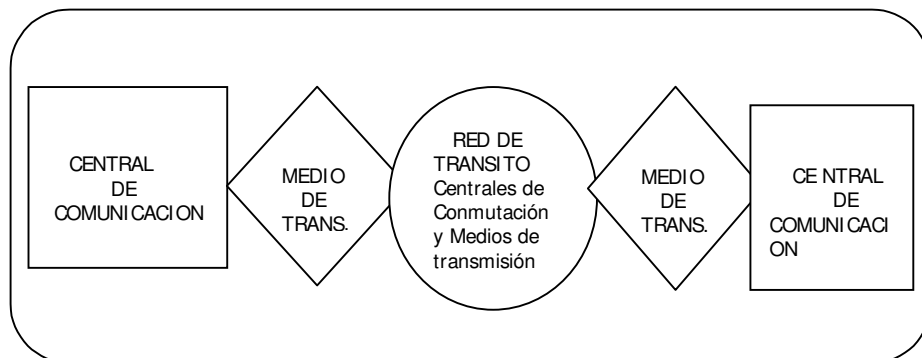 CENTRAL
DE
COMUNICACION
MEDIO
DE
TRANS.
RED DE
TRANSITO
Centrales de
Conmutación
y Medios de
transmisión
MEDIO
DE
TRANS.
CENTRAL
DE
COMUNICACI
ON